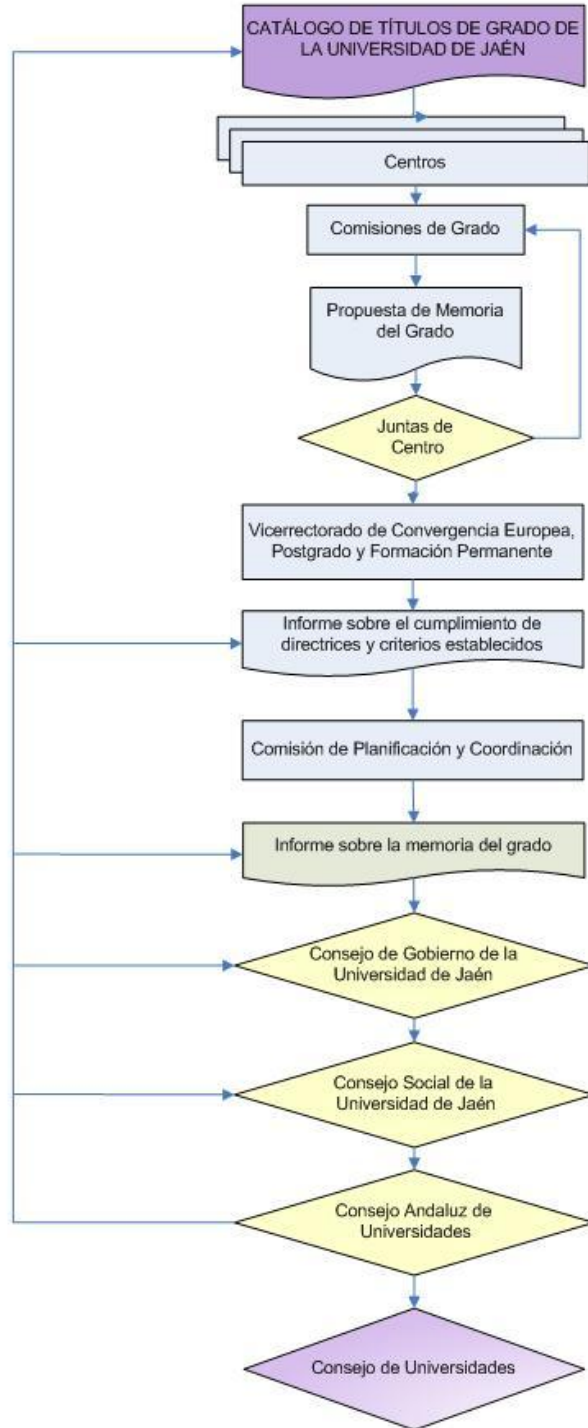 CATÁLOGO DE TÍTULOS DE GRADO DE
LA UNIVERSIDAD DE JAÉN
Centros
Comisiones de Grado
Propuesta de Memoria
del Grado
Juntas de
Centro
Vicerrectorado de Convergencia Europea,
Postgrado y Formación Permanente
Informe sobre el cumplimiento de
directrices y criterios establecidos
Comisión de Planificación y Coordinación
Informe sobre la memoria del grado
Consejo de Gobierno de la
Universidad de Jaén
Consejo Social de la
Universidad de Jaén
Consejo Andaluz de
Universidades
Consejo de Universidades